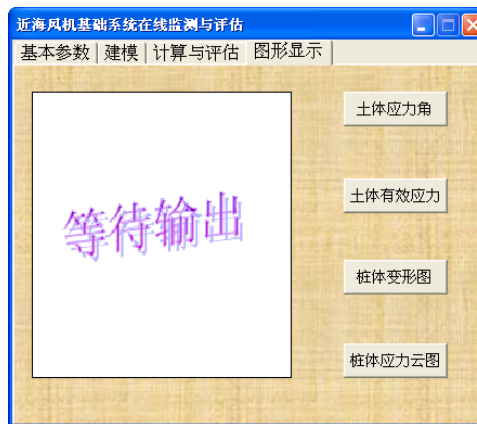 近海风机基础系统在线监测与评估
基本参数 建模 计算与评估 图形显示
土体应力角
等待输出
土体有效应力
桩体变形图
桩体应力云图